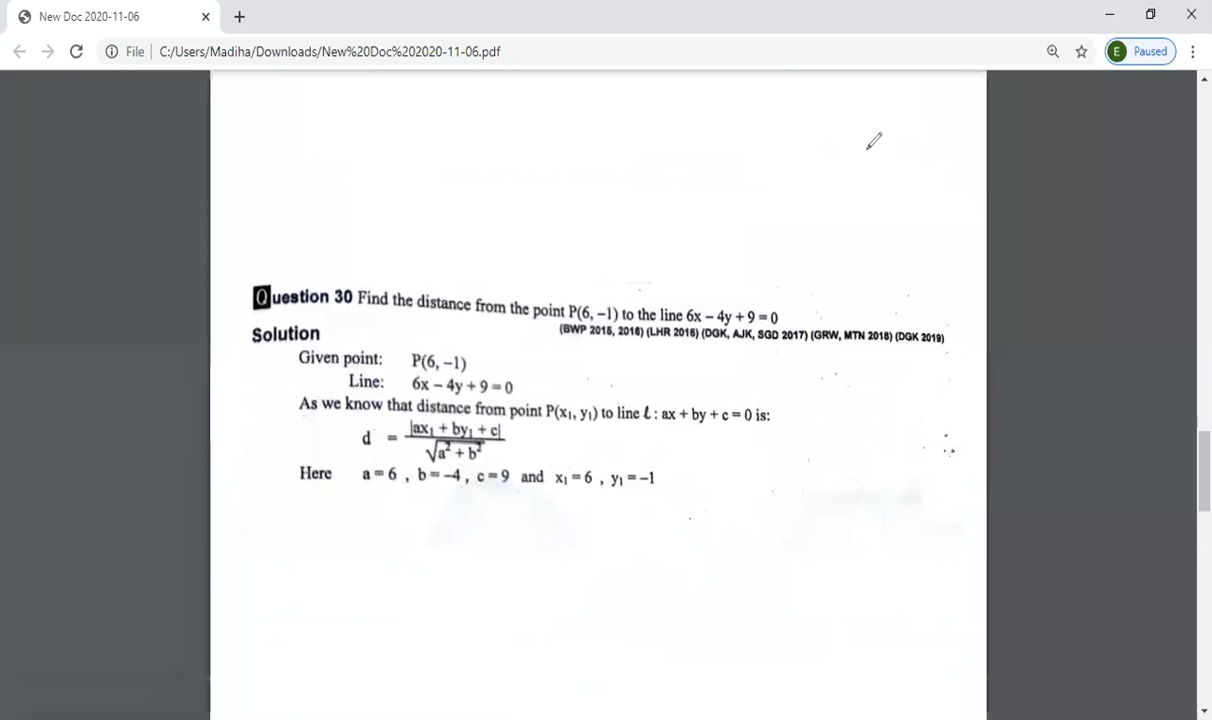 New Doc 2020-11-06
File C:/Users/Madiha/Downloads/New%20Doc%202020-11-06.pdf
E Paused
Question 30 Find the distance from the point P(6, –1) to the line 6x – 4y + 9 = 0
(BWP 2015, 2016) (LHR 2016) (DGK, AJK, SGD 2017) (GRW, MTN 2018) (DGK 2019)
Solution
Given point: P(6, –1)
Line: 6x – 4y + 9 = 0
As we know that distance from point P(x₁, y₁) to line ℓ : ax + by + c = 0 is:
d = |ax₁ + by₁ + c| / √a² + b²
Here a = 6 , b = –4 , c = 9 and x₁ = 6 , y₁ = –1